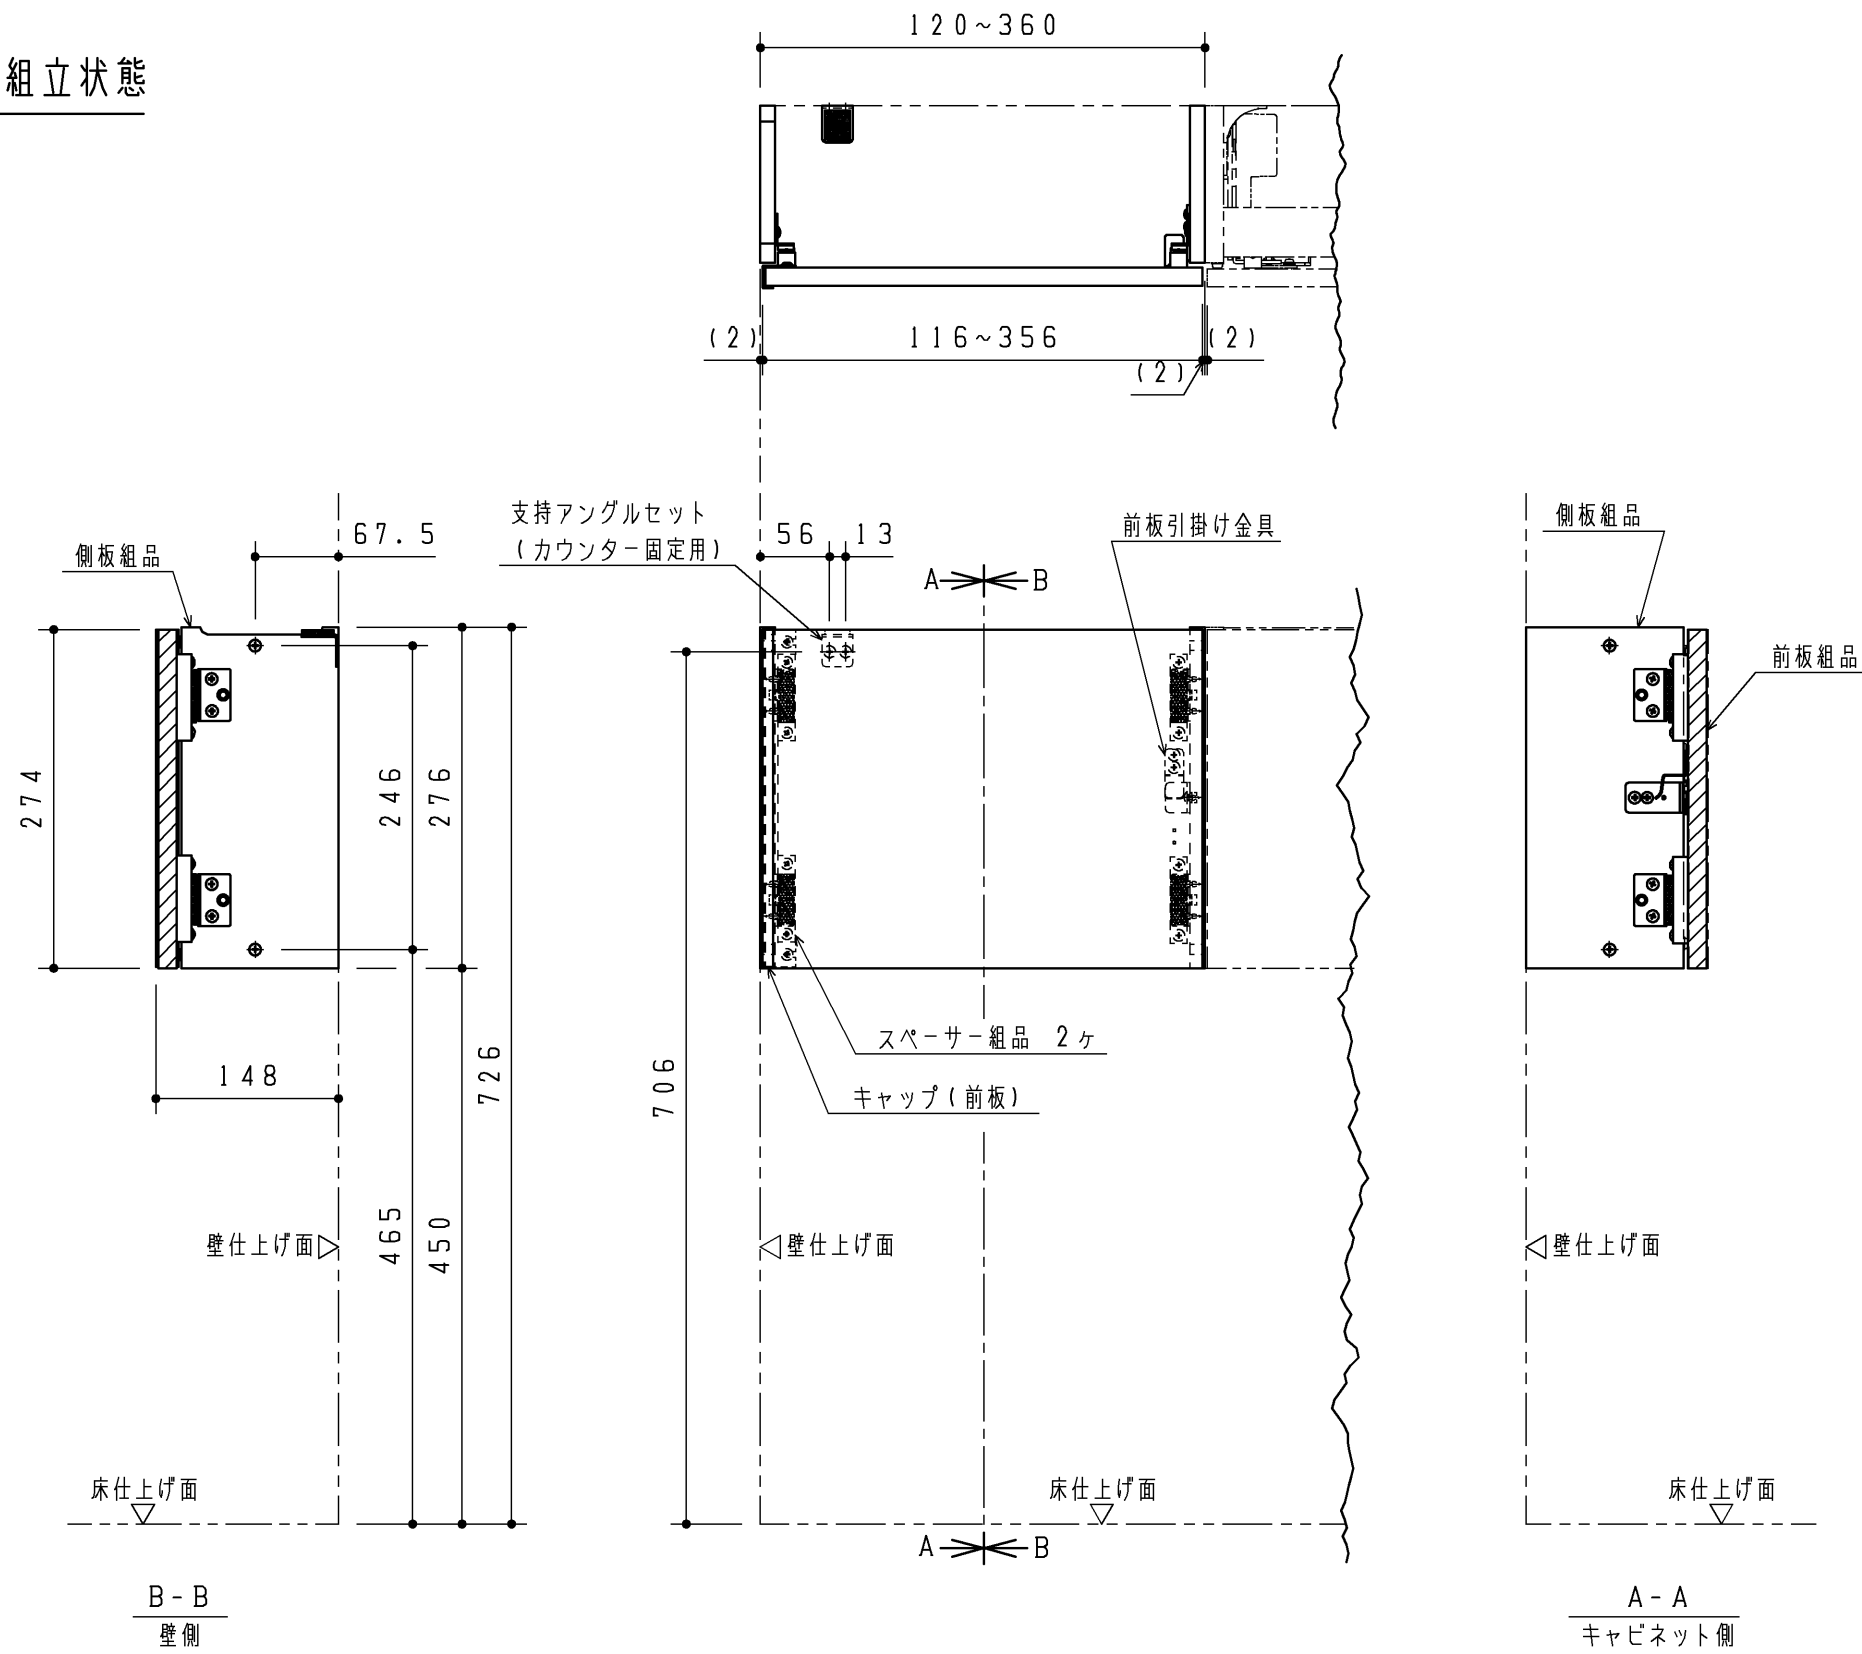 組立状態
120~360
(2)
116~356
(2)
(2)
側板組品
67.5
支持アングルセット
(カウンター固定用)
56
13
前板引掛け金具
側板組品
前板組品
A
B
274
246
276
148
706
726
465
450
スペーサー組品 2ヶ
キャップ(前板)
壁仕上げ面
壁仕上げ面
壁仕上げ面
床仕上げ面
床仕上げ面
床仕上げ面
A
B
B-B
壁側
A-A
キャビネット側